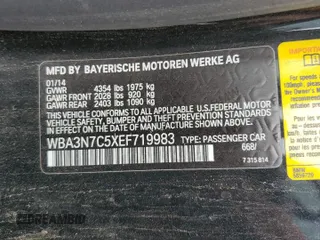 MFD BY BAYERISCHE MOTOREN WERKE AG
01/14
GVWR 4354 lbs 1975 kg
GAWR FRONT 2028 lbs 920 kg
GAWR REAR 2403 lbs 1090 kg
THIS VEHICLE CONFORMS TO ALL APPLICABLE U.S. FEDERAL MOTOR
VEHICLE SAFETY, BUMPER, AND THEFT PREVENTION STANDARDS
IN EFFECT ON THE DATE OF MANUFACTURE SHOWN ABOVE.
WBA3N7C5XEF719983 TYPE: PASSENGER CAR
668/
7 315 814
DREAMBID